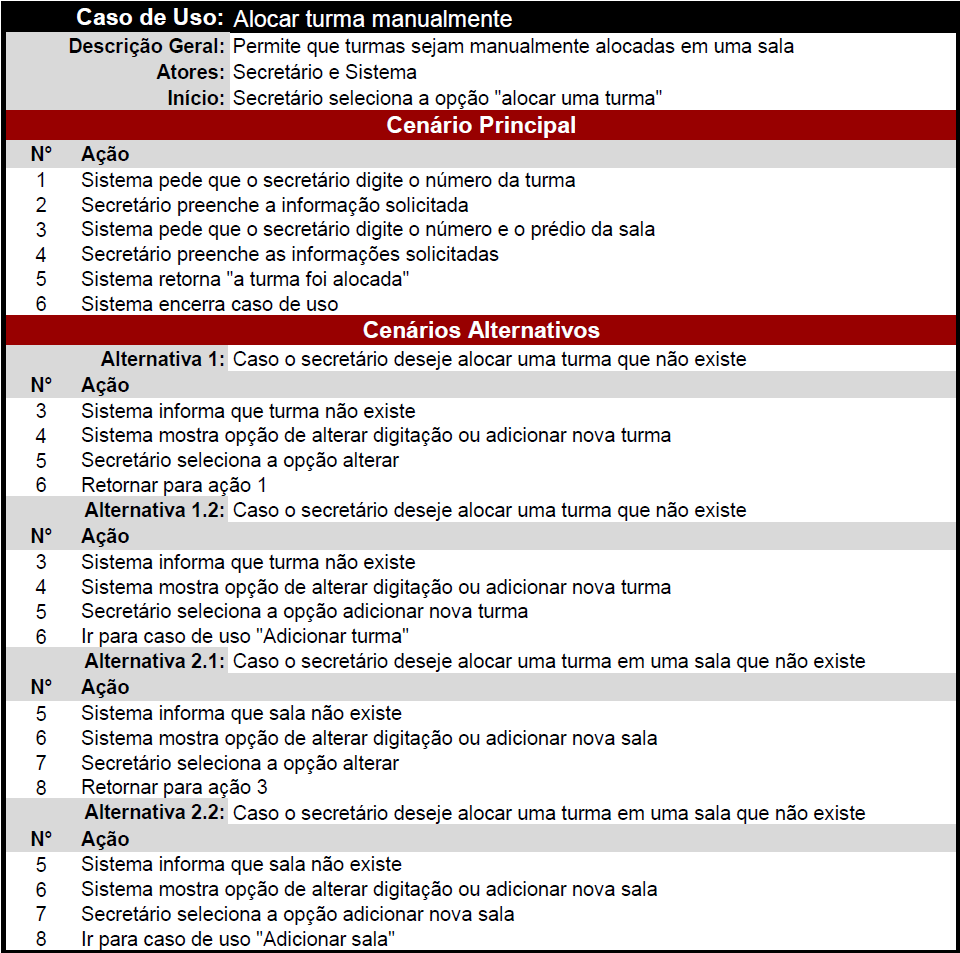 Caso de Uso: Alocar turma manualmente
Descrição Geral: Permite que turmas sejam manualmente alocadas em uma sala
Atores: Secretário e Sistema
Início: Secretário seleciona a opção "alocar uma turma"
Cenário Principal
N° Ação
1 Sistema pede que o secretário digite o número da turma
2 Secretário preenche a informação solicitada
3 Sistema pede que o secretário digite o número e o prédio da sala
4 Secretário preenche as informações solicitadas
5 Sistema retorna "a turma foi alocada"
6 Sistema encerra caso de uso
Cenários Alternativos
Alternativa 1: Caso o secretário deseje alocar uma turma que não existe
N° Ação
3 Sistema informa que turma não existe
4 Sistema mostra opção de alterar digitação ou adicionar nova turma
5 Secretário seleciona a opção alterar
6 Retornar para ação 1
Alternativa 1.2: Caso o secretário deseje alocar uma turma que não existe
N° Ação
3 Sistema informa que turma não existe
4 Sistema mostra opção de alterar digitação ou adicionar nova turma
5 Secretário seleciona a opção adicionar nova turma
6 Ir para caso de uso "Adicionar turma"
Alternativa 2.1: Caso o secretário deseje alocar uma turma em uma sala que não existe
N° Ação
5 Sistema informa que sala não existe
6 Sistema mostra opção de alterar digitação ou adicionar nova sala
7 Secretário seleciona a opção alterar
8 Retornar para ação 3
Alternativa 2.2: Caso o secretário deseje alocar uma turma em uma sala que não existe
N° Ação
5 Sistema informa que sala não existe
6 Sistema mostra opção de alterar digitação ou adicionar nova sala
7 Secretário seleciona a opção adicionar nova sala
8 Ir para caso de uso "Adicionar sala"